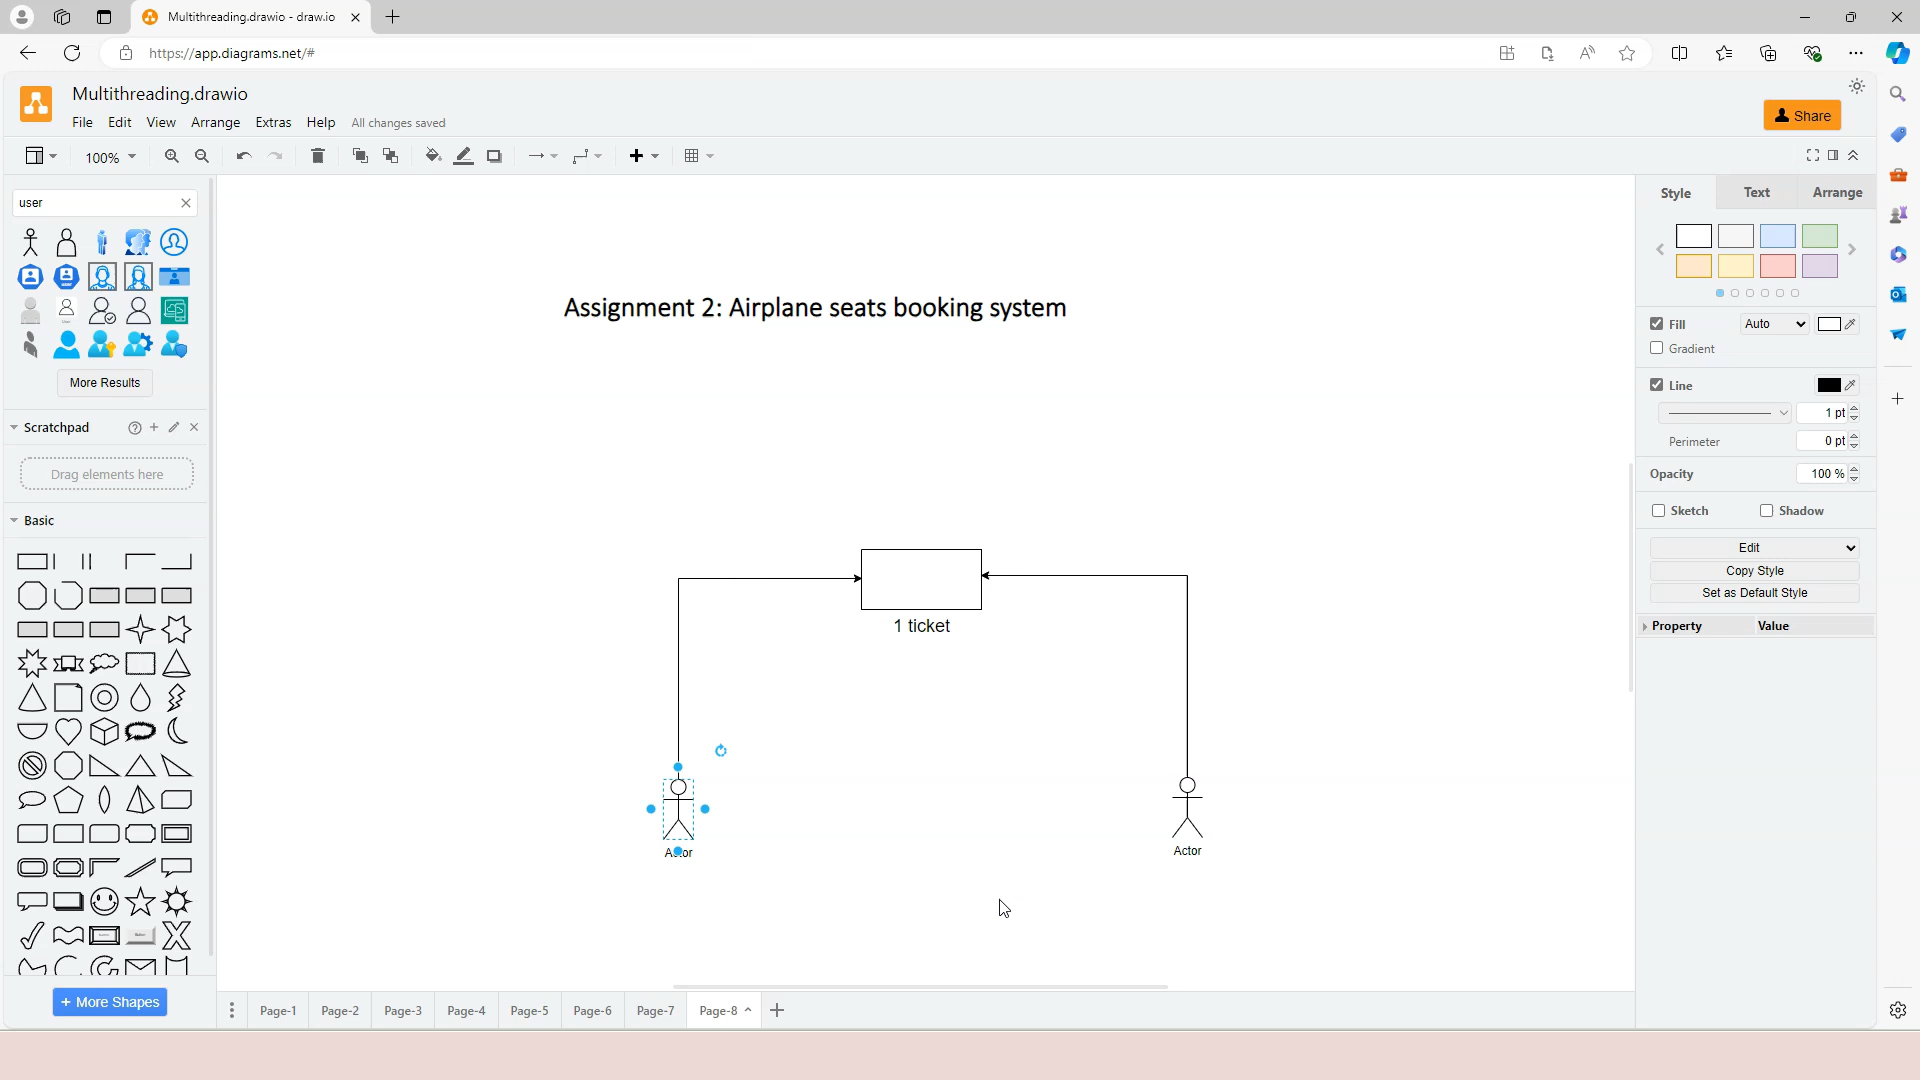 Multithreading.drawio - draw.io
https://app.diagrams.net/#
Multithreading.drawio
File Edit View Arrange Extras Help All changes saved
Share
100%
user
Style Text Arrange
Assignment 2: Airplane seats booking system
Fill Auto
Gradient
More Results
Line
1 pt
Scratchpad
Perimeter 0 pt
Drag elements here
Opacity 100 %
Sketch Shadow
Basic
Edit
Copy Style
Set as Default Style
1 ticket
Property Value
Actor
Actor
+ More Shapes
Page-1 Page-2 Page-3 Page-4 Page-5 Page-6 Page-7 Page-8